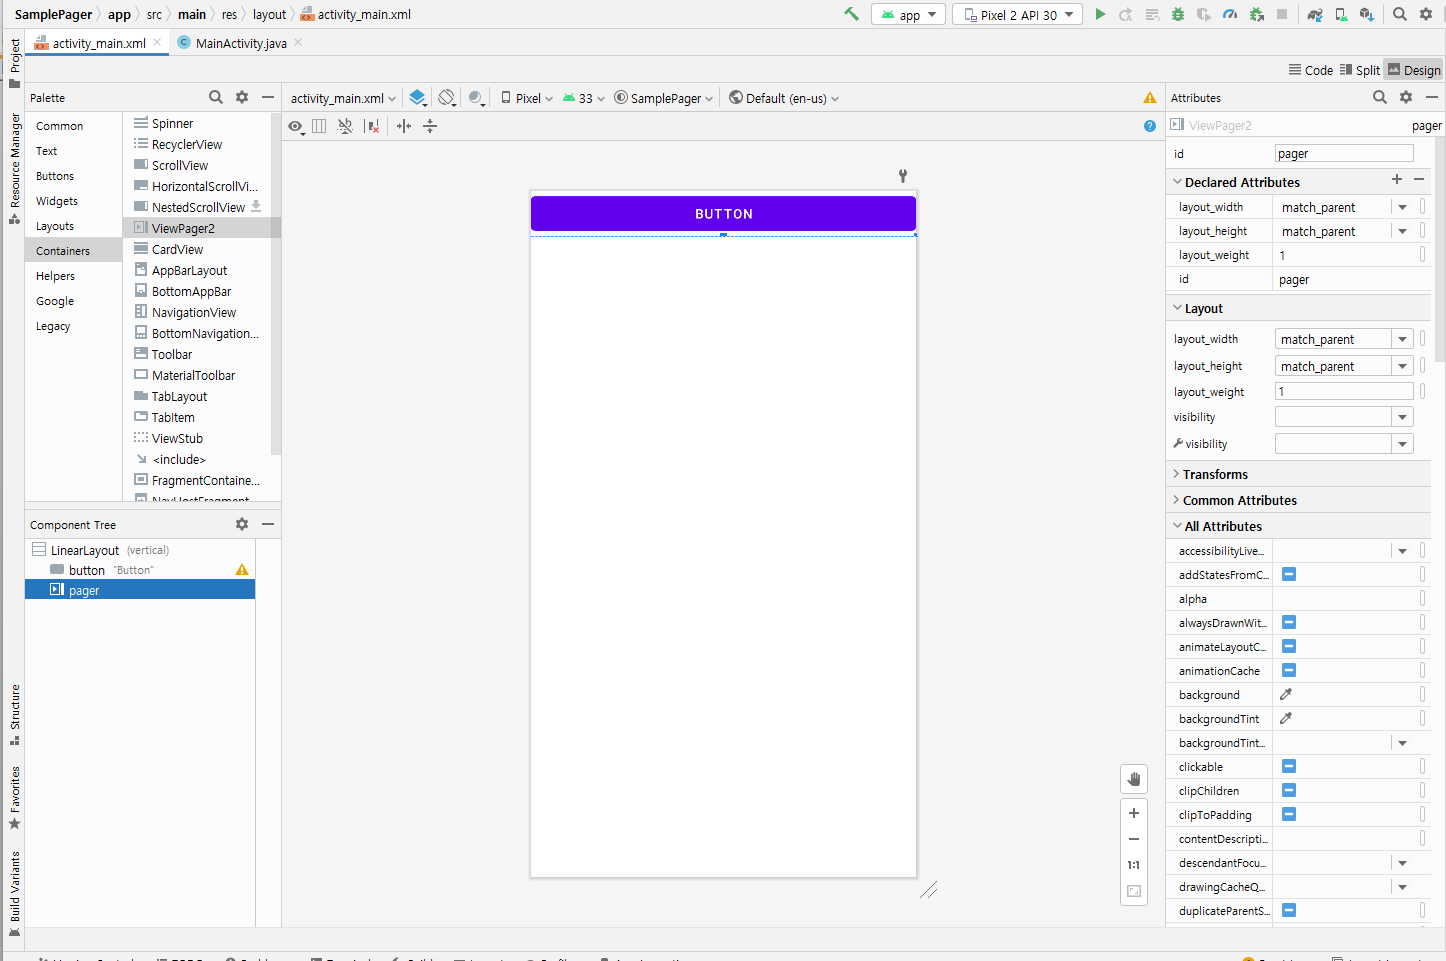 SamplePager › app › src › main › res › layout › activity_main.xml
app
Pixel 2 API 30
activity_main.xml
MainActivity.java
Code
Split
Design
Project
Resource Manager
Structure
Favorites
Build Variants
Palette
Common
Text
Buttons
Widgets
Layouts
Containers
Helpers
Google
Legacy
Spinner
RecyclerView
ScrollView
HorizontalScrollVi...
NestedScrollView
ViewPager2
CardView
AppBarLayout
BottomAppBar
NavigationView
BottomNavigation...
Toolbar
MaterialToolbar
TabLayout
TabItem
ViewStub
<include>
FragmentContaine...
NavHostFragment
Component Tree
LinearLayout (vertical)
button "Button"
pager
activity_main.xml
Pixel
33
SamplePager
Default (en-us)
BUTTON
1:1
Attributes
ViewPager2
pager
id pager
Declared Attributes
layout_width match_parent
layout_height match_parent
layout_weight 1
id pager
Layout
layout_width match_parent
layout_height match_parent
layout_weight 1
visibility
visibility
Transforms
Common Attributes
All Attributes
accessibilityLive...
addStatesFromC...
alpha
alwaysDrawnWit...
animateLayoutC...
animationCache
background
backgroundTint
backgroundTint...
clickable
clipChildren
clipToPadding
contentDescripti...
descendantFocu...
drawingCacheQ...
duplicateParentS...